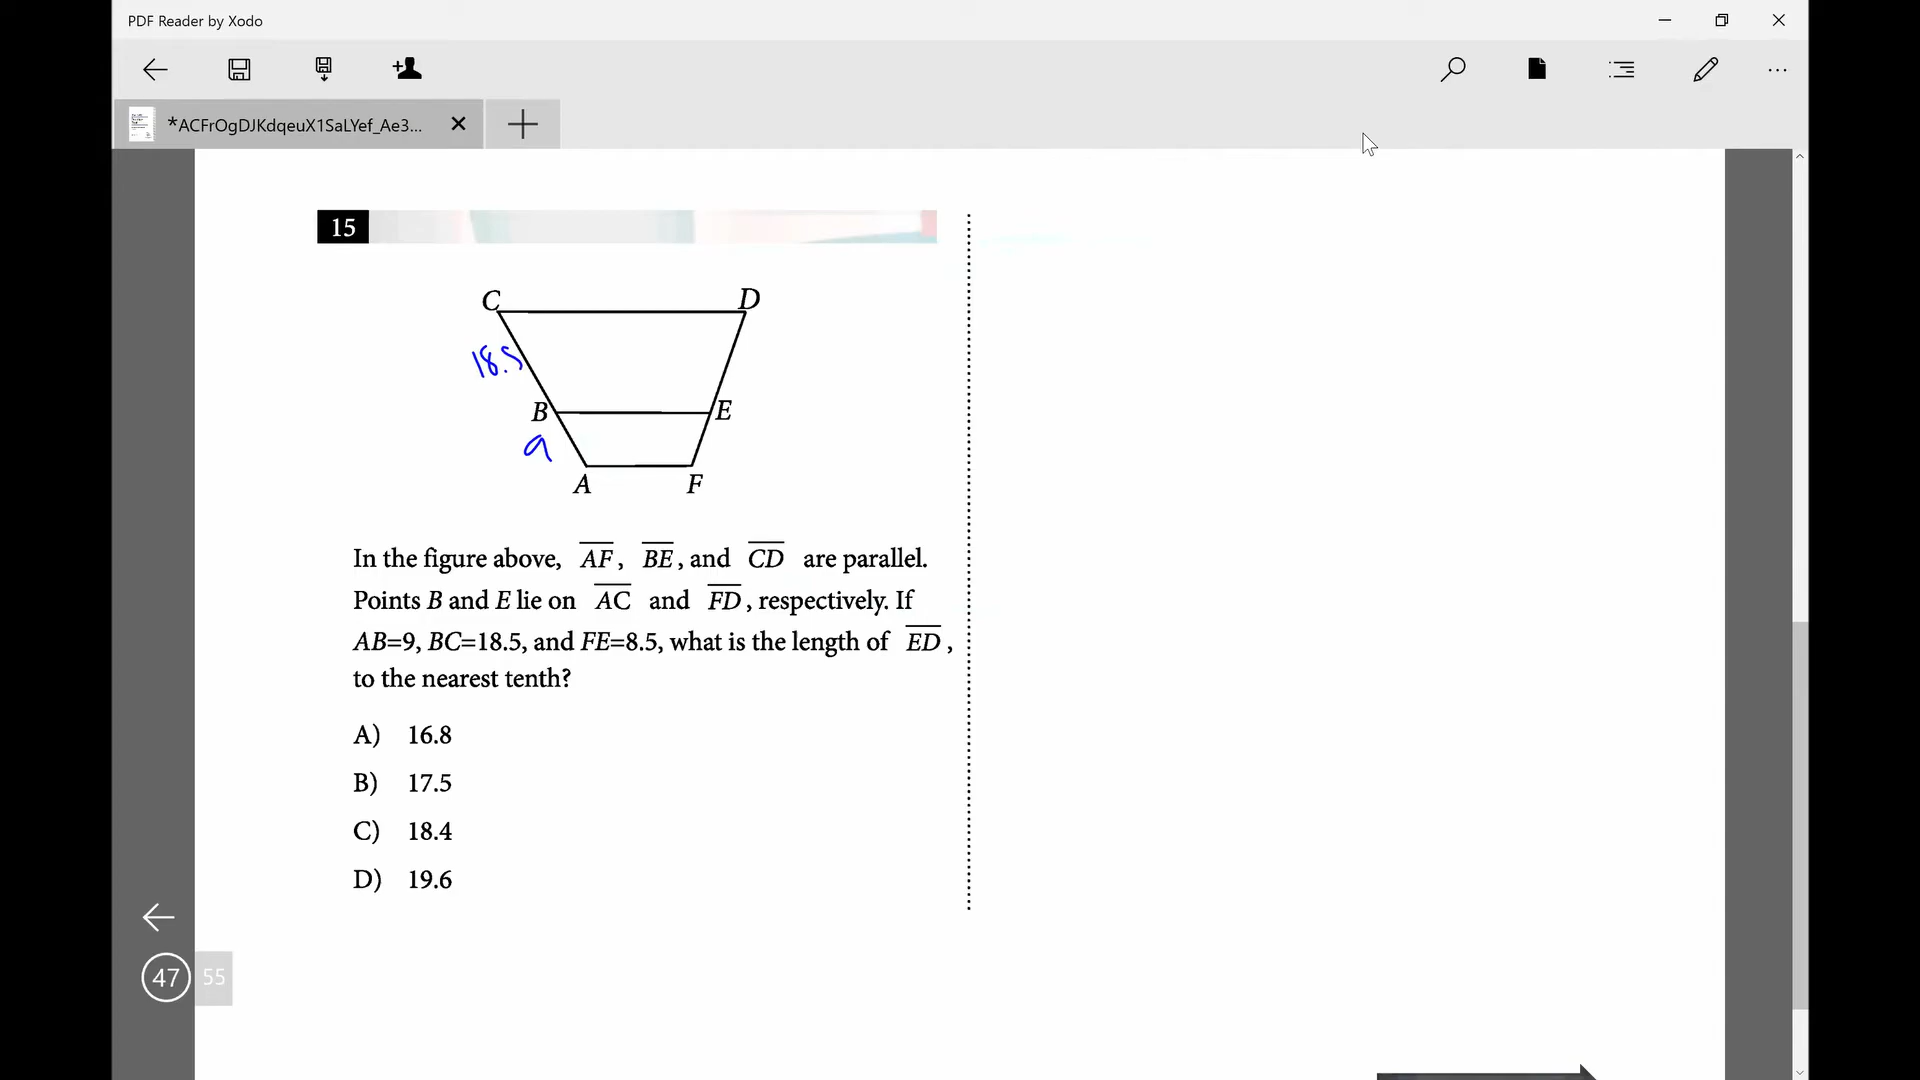 PDF Reader by Xodo
*ACFrOgDJKdqeuX1SaLYef_Ae3...
15
C D
18.5
B E
9
A F
In the figure above, AF, BE, and CD are parallel.
Points B and E lie on AC and FD, respectively. If
AB=9, BC=18.5, and FE=8.5, what is the length of ED,
to the nearest tenth?
A) 16.8
B) 17.5
C) 18.4
D) 19.6
47 55